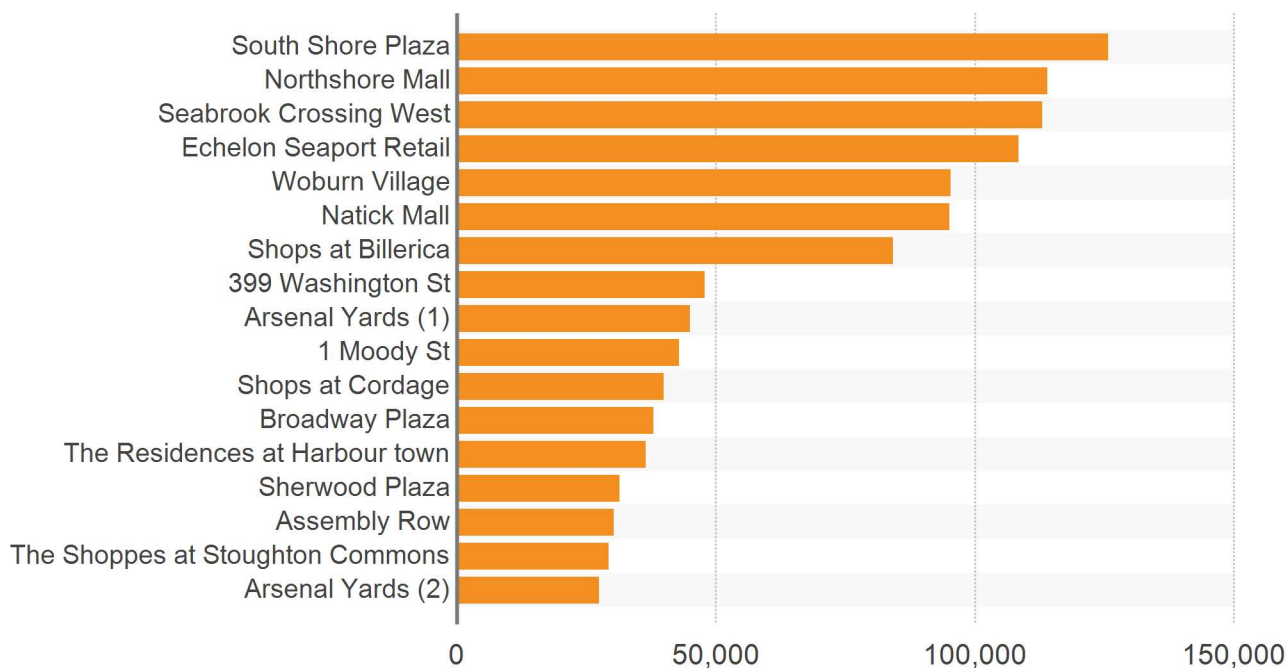 South Shore Plaza
Northshore Mall
Seabrook Crossing West
Echelon Seaport Retail
Woburn Village
Natick Mall
Shops at Billerica
399 Washington St
Arsenal Yards (1)
1 Moody St
Shops at Cordage
Broadway Plaza
The Residences at Harbour town
Sherwood Plaza
Assembly Row
The Shoppes at Stoughton Commons
Arsenal Yards (2)
0 50,000 100,000 150,000